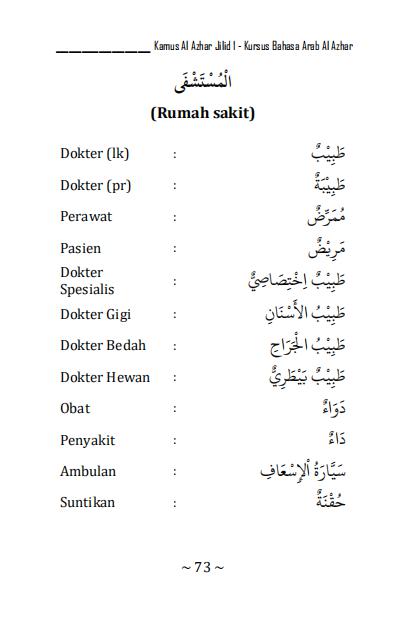 Kamus Al Azhar Jilid I - Kursus Bahasa Arab Al Azhar
الْمُسْتَشْفَى
(Rumah sakit)
Dokter (lk) : طَبِيْبٌ
Dokter (pr) : طَبِيْبَةٌ
Perawat : مُمَرِّضٌ
Pasien : مَرِيْضٌ
Dokter
Spesialis : طَبِيْبٌ اِخْتِصَاصِيٌّ
Dokter Gigi : طَبِيْبُ الأَسْنَانِ
Dokter Bedah : طَبِيْبُ الْجَرَاحِ
Dokter Hewan : طَبِيْبٌ بَيْطَرِيٌّ
Obat : دَوَاءٌ
Penyakit : دَاءٌ
Ambulan : سَيَّارَةُ اْلإِسْعَافِ
Suntikan : حُقْنَةٌ
~ 73 ~